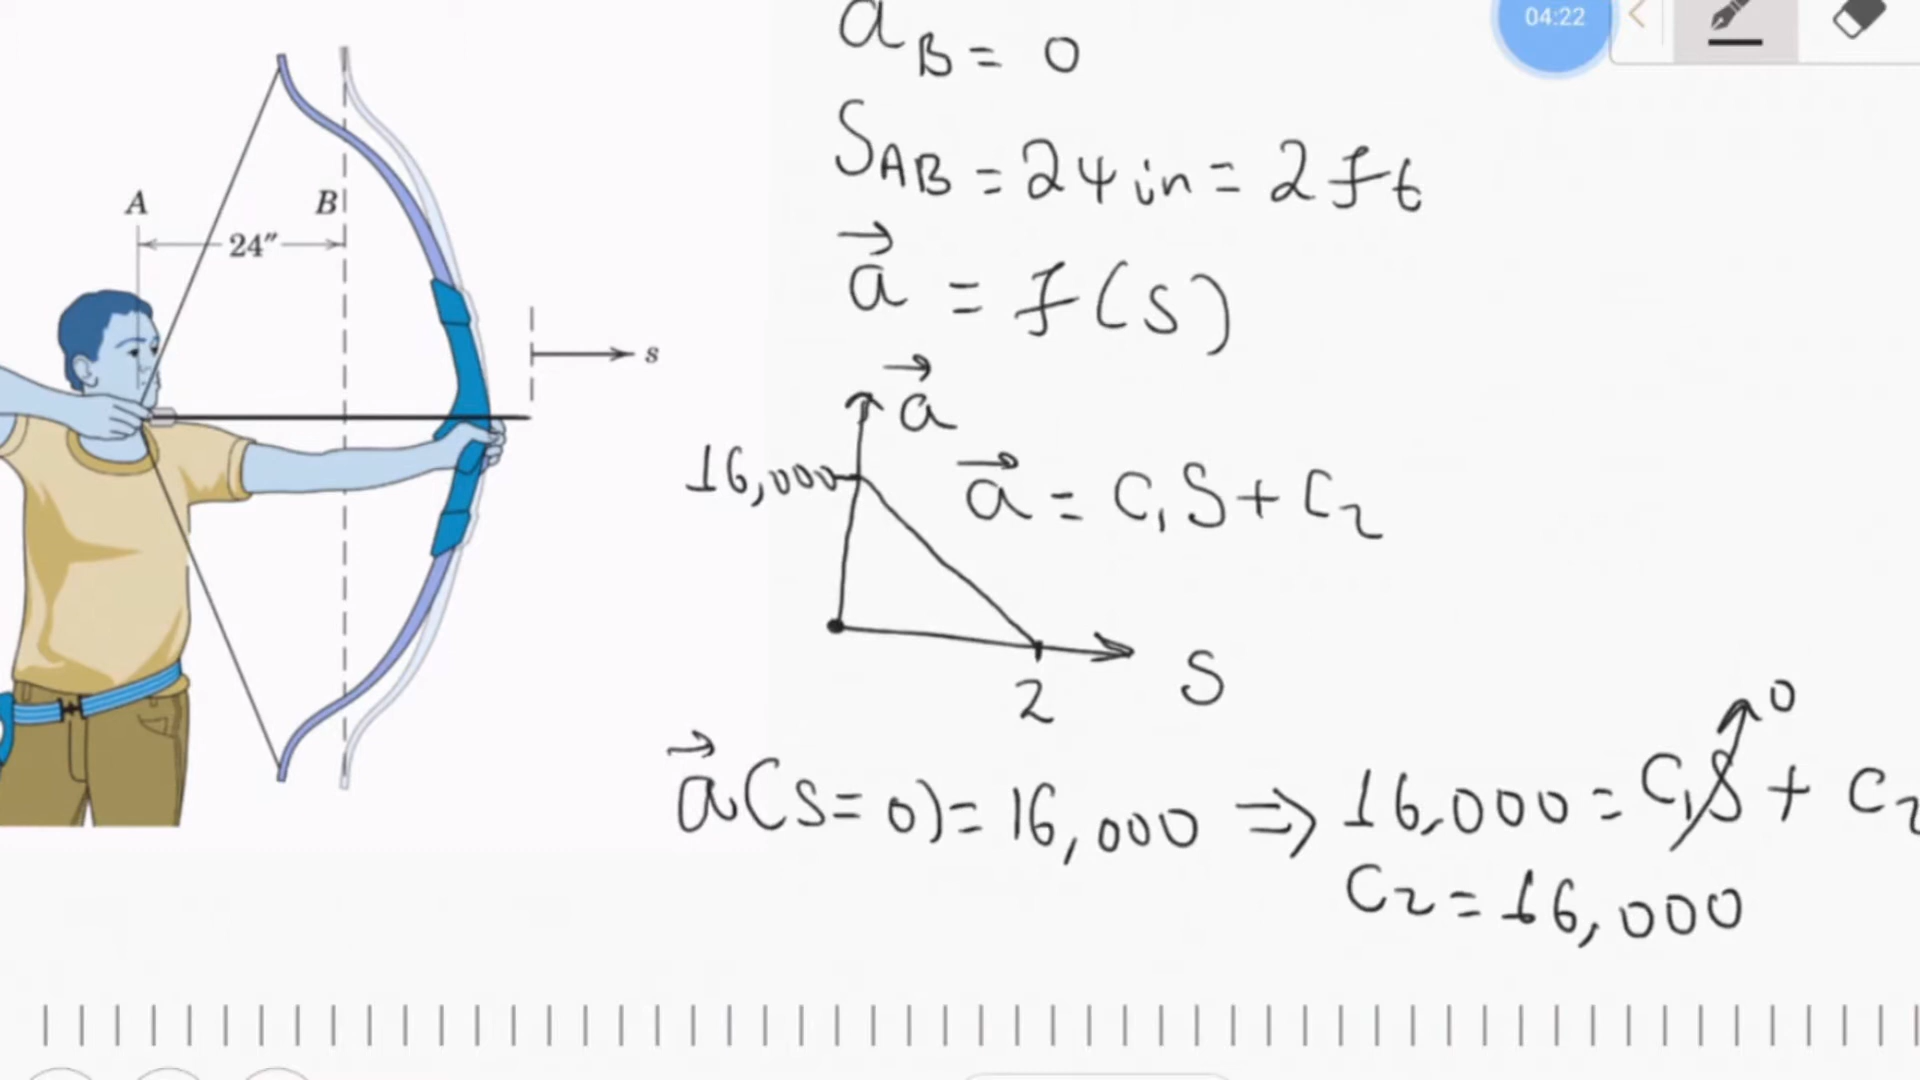 04:22
a_B = 0
S_AB = 24 in = 2 ft
A
B
24″
a⃗ = f(s)
s
a⃗
16,000
a⃗ = C₁S + C₂
S
2
a⃗(s=0) = 16,000 ⇒ 16,000 = C₁S + C₂
0
C₂ = 16,000